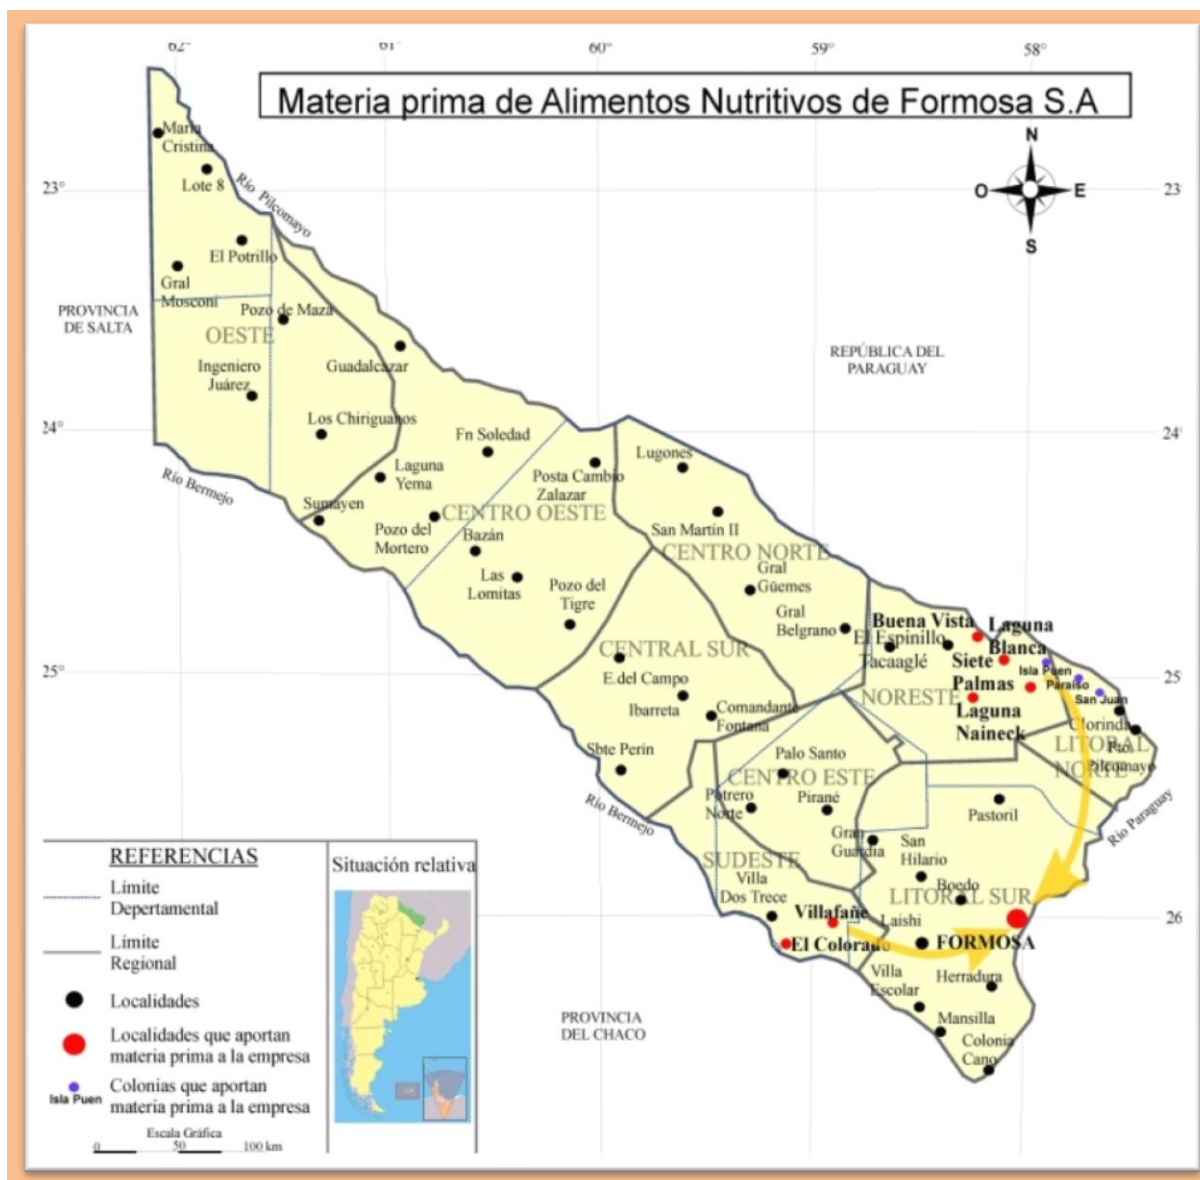 62°
61°
60°
59°
58°
Materia prima de Alimentos Nutritivos de Formosa S.A
N
O
E
S
23°
23
24°
24'
25°
25
26
María
Cristina
Lote 8
Río Pilcomayo
El Potrillo
Gral
Mosconi
PROVINCIA
DE SALTA
Pozo de Maza
OESTE
Ingeniero
Juárez
Guadalcazar
REPÚBLICA DEL
PARAGUAY
Los Chiriguanos
Fn Soledad
Laguna
Yema
Río Bermejo
Sumayen
Posta Cambio
Zalazar
Lugones
CENTRO OESTE
Pozo del
Mortero
Bazán
San Martín II
CENTRO NORTE
Las
Lomitas
Pozo del
Tigre
Gral
Güemes
Gral
Belgrano
CENTRAL SUR
E.del Campo
Ibarreta
Comandante
Fontana
Buena Vista
El Espinillo
Tacaaglé
Laguna
Blanca
Siete
Palmas
Isla Puen
Paraiso
San Juan
NORESTE
Laguna
Naineck
Clorinda
LITORAL
NORTE
Pto.
Pilcomayo
Sbte Perin
Palo Santo
CENTRO ESTE
Potrero
Norte
Pirané
Río Bermejo
Pastoril
Río Paraguay
Gran
Guardia
San
Hilario
SUDESTE
Villa
Dos Trece
Boedo
LITORAL SUR
Villafañe
Laishi
El Colorado
FORMOSA
Villa
Escolar
Herradura
Mansilla
Colonia
Cano
PROVINCIA
DEL CHACO
REFERENCIAS
Límite
Departamental
Límite
Regional
Localidades
Localidades que aportan
materia prima a la empresa
Isla Puen
Colonias que aportan
materia prima a la empresa
Escala Gráfica
0 50 100 km
Situación relativa